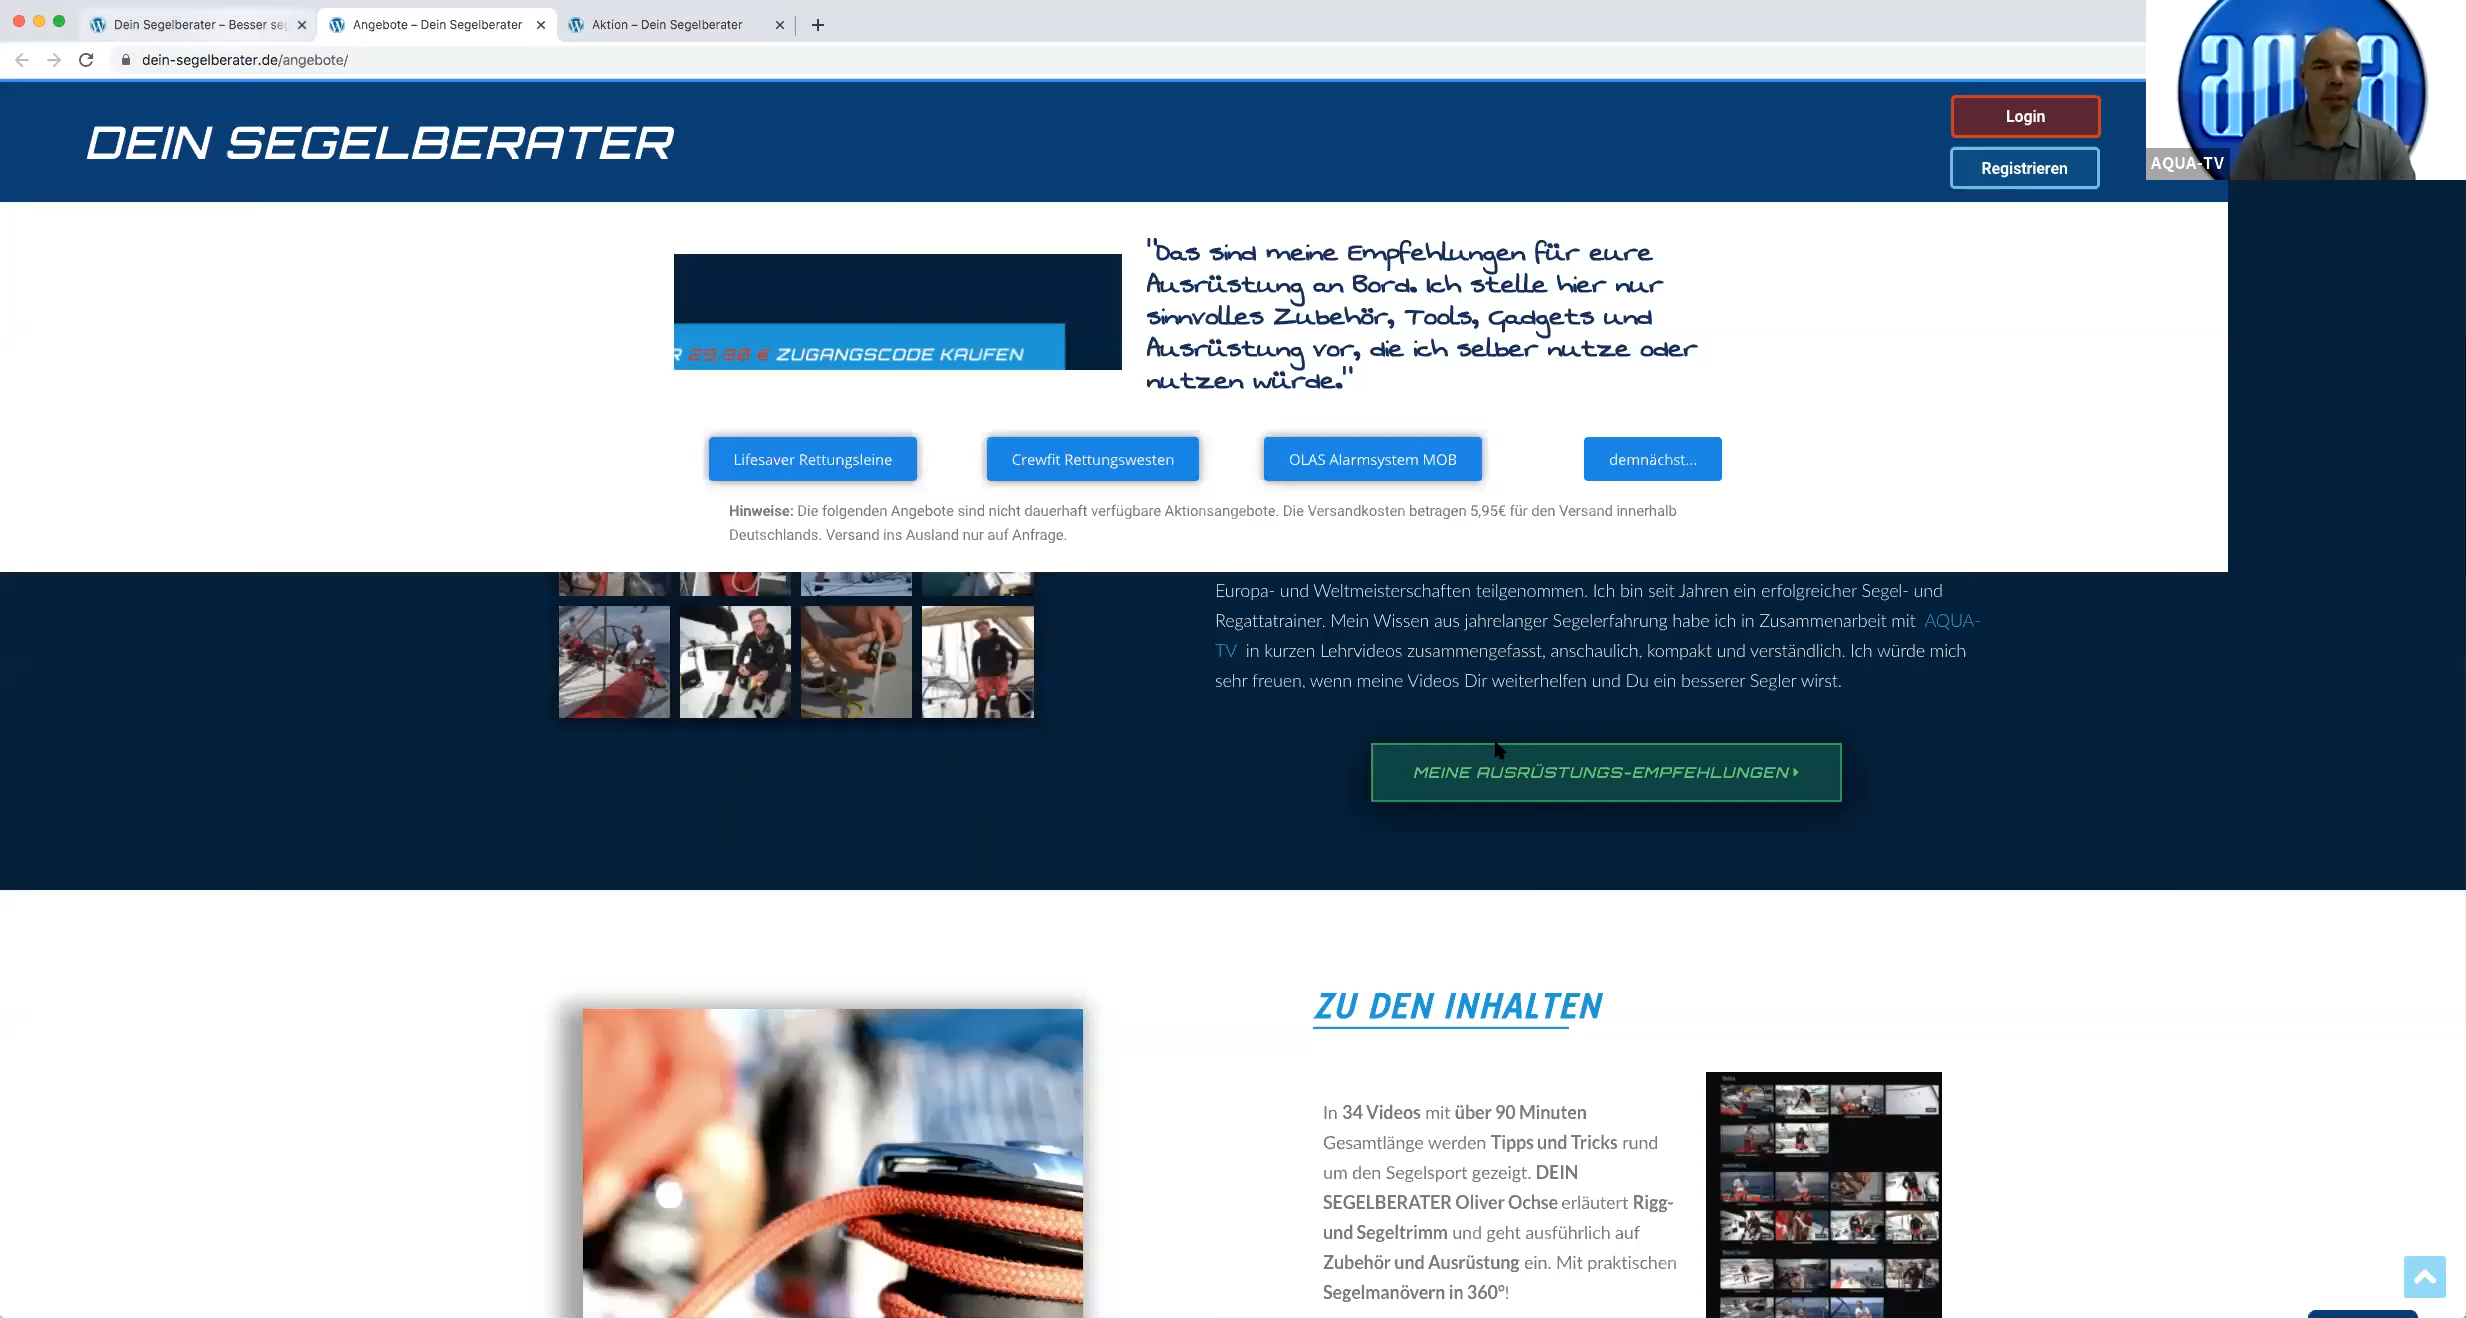 Dein Segelberater – Besser se
Angebote – Dein Segelberater
Aktion – Dein Segelberater
dein-segelberater.de/angebote/
aqua
AQUA-TV
DEIN SEGELBERATER
Login
Registrieren
R 29.90 € ZUGANGSCODE KAUFEN
"Das sind meine Empfehlungen für eure
Ausrüstung an Bord. Ich stelle hier nur
sinnvolles Zubehör, Tools, Gadgets und
Ausrüstung vor, die ich selber nutze oder
nutzen würde."
Lifesaver Rettungsleine
Crewfit Rettungswesten
OLAS Alarmsystem MOB
demnächst...
Hinweise: Die folgenden Angebote sind nicht dauerhaft verfügbare Aktionsangebote. Die Versandkosten betragen 5,95€ für den Versand innerhalb
Deutschlands. Versand ins Ausland nur auf Anfrage.
Europa- und Weltmeisterschaften teilgenommen. Ich bin seit Jahren ein erfolgreicher Segel- und
Regattatrainer. Mein Wissen aus jahrelanger Segelerfahrung habe ich in Zusammenarbeit mit AQUA-
TV in kurzen Lehrvideos zusammengefasst, anschaulich, kompakt und verständlich. Ich würde mich
sehr freuen, wenn meine Videos Dir weiterhelfen und Du ein besserer Segler wirst.
MEINE AUSRÜSTUNGS-EMPFEHLUNGEN
ZU DEN INHALTEN
In 34 Videos mit über 90 Minuten
Gesamtlänge werden Tipps und Tricks rund
um den Segelsport gezeigt. DEIN
SEGELBERATER Oliver Ochse erläutert Rigg-
und Segeltrimm und geht ausführlich auf
Zubehör und Ausrüstung ein. Mit praktischen
Segelmanövern in 360°!